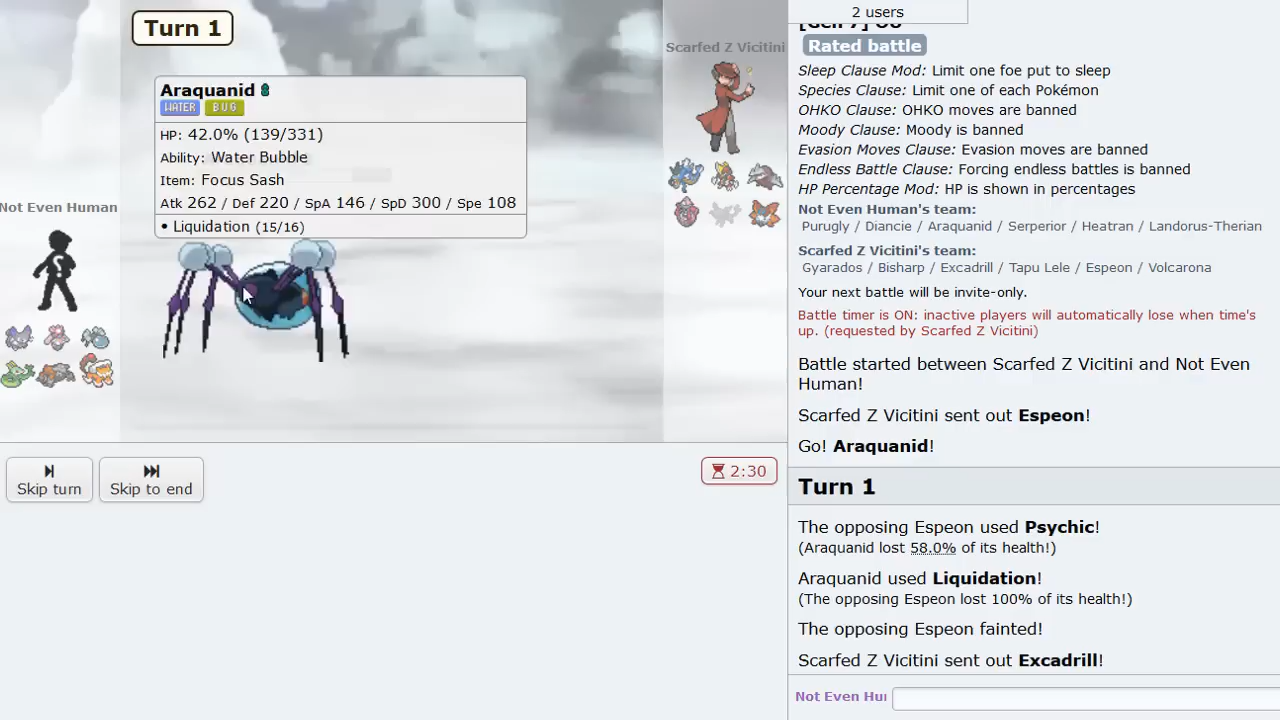 Turn 1
Scarfed Z Vicitini
Not Even Human
Araquanid
WATER BUG
HP: 42.0% (139/331)
Ability: Water Bubble
Item: Focus Sash
Atk 262 / Def 220 / SpA 146 / SpD 300 / Spe 108
• Liquidation (15/16)
Skip turn
Skip to end
2:30
2 users
Rated battle
Sleep Clause Mod: Limit one foe put to sleep
Species Clause: Limit one of each Pokémon
OHKO Clause: OHKO moves are banned
Moody Clause: Moody is banned
Evasion Moves Clause: Evasion moves are banned
Endless Battle Clause: Forcing endless battles is banned
HP Percentage Mod: HP is shown in percentages
Not Even Human's team:
Purugly / Diancie / Araquanid / Serperior / Heatran / Landorus-Therian
Scarfed Z Vicitini's team:
Gyarados / Bisharp / Excadrill / Tapu Lele / Espeon / Volcarona
Your next battle will be invite-only.
Battle timer is ON: inactive players will automatically lose when time's
up. (requested by Scarfed Z Vicitini)
Battle started between Scarfed Z Vicitini and Not Even
Human!
Scarfed Z Vicitini sent out Espeon!
Go! Araquanid!
Turn 1
The opposing Espeon used Psychic!
(Araquanid lost 58.0% of its health!)
Araquanid used Liquidation!
(The opposing Espeon lost 100% of its health!)
The opposing Espeon fainted!
Scarfed Z Vicitini sent out Excadrill!
Not Even Hu